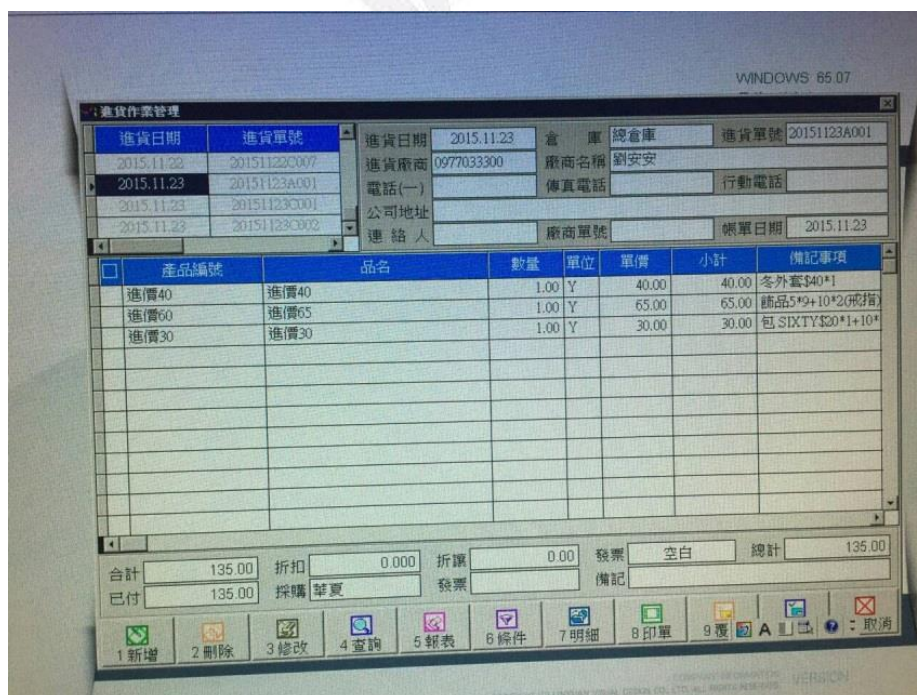 WINDOWS 65.07
進貨作業管理
進貨日期 進貨單號
2015.11.22 20151122C007
2015.11.23 20151123A001
2015.11.23 20151123C001
2015.11.23 20151123C002
進貨日期 2015.11.23 倉 庫 總倉庫 進貨單號 20151123A001
進貨廠商 0977033300 廠商名稱 劉安安
電話(一) 傳真電話 行動電話
公司地址
連 絡 人 廠商單號 帳單日期 2015.11.23
產品編號 品名 數量 單位 單價 小計 備記事項
進價40 進價40 1.00 Y 40.00 40.00 冬外套$40*1
進價60 進價65 1.00 Y 65.00 65.00 飾品5*9+10*2(戒指)
進價30 進價30 1.00 Y 30.00 30.00 包 SIXTY$20*1+10*
合計 135.00 折扣 0.000 折讓 0.00 發票 空白 總計 135.00
已付 135.00 採購 華夏 發票 備記
1新增 2刪除 3修改 4查詢 5報表 6條件 7明細 8印單 9覆 A 取消
VERSION